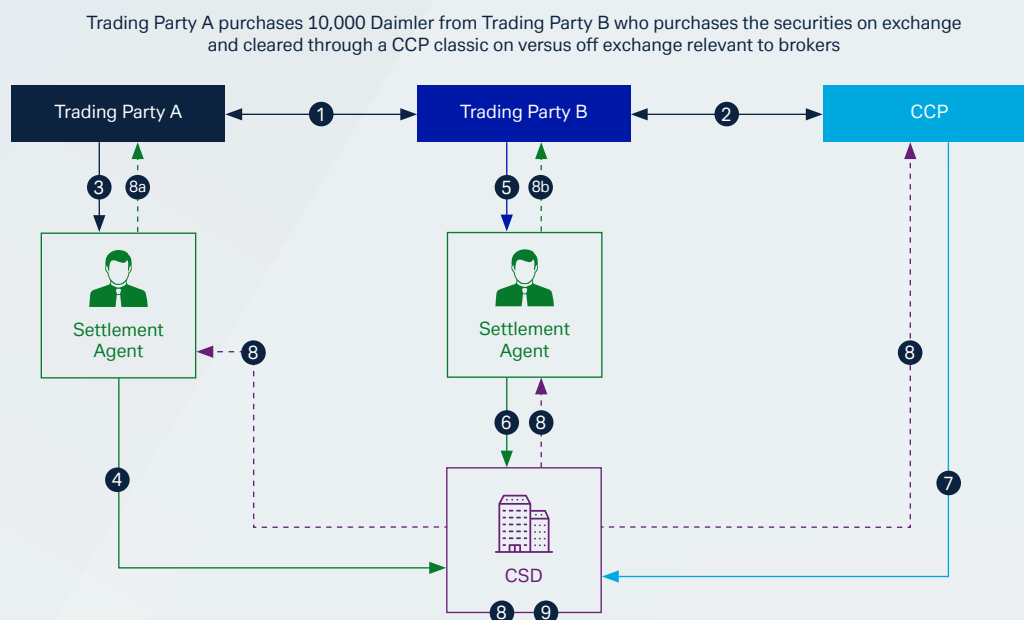 Trading Party A purchases 10,000 Daimler from Trading Party B who purchases the securities on exchange
and cleared through a CCP classic on versus off exchange relevant to brokers
Trading Party A
1
Trading Party B
2
CCP
3
8a
5
8b
Settlement
Agent
Settlement
Agent
8
8
6
8
4
7
CSD
8
9